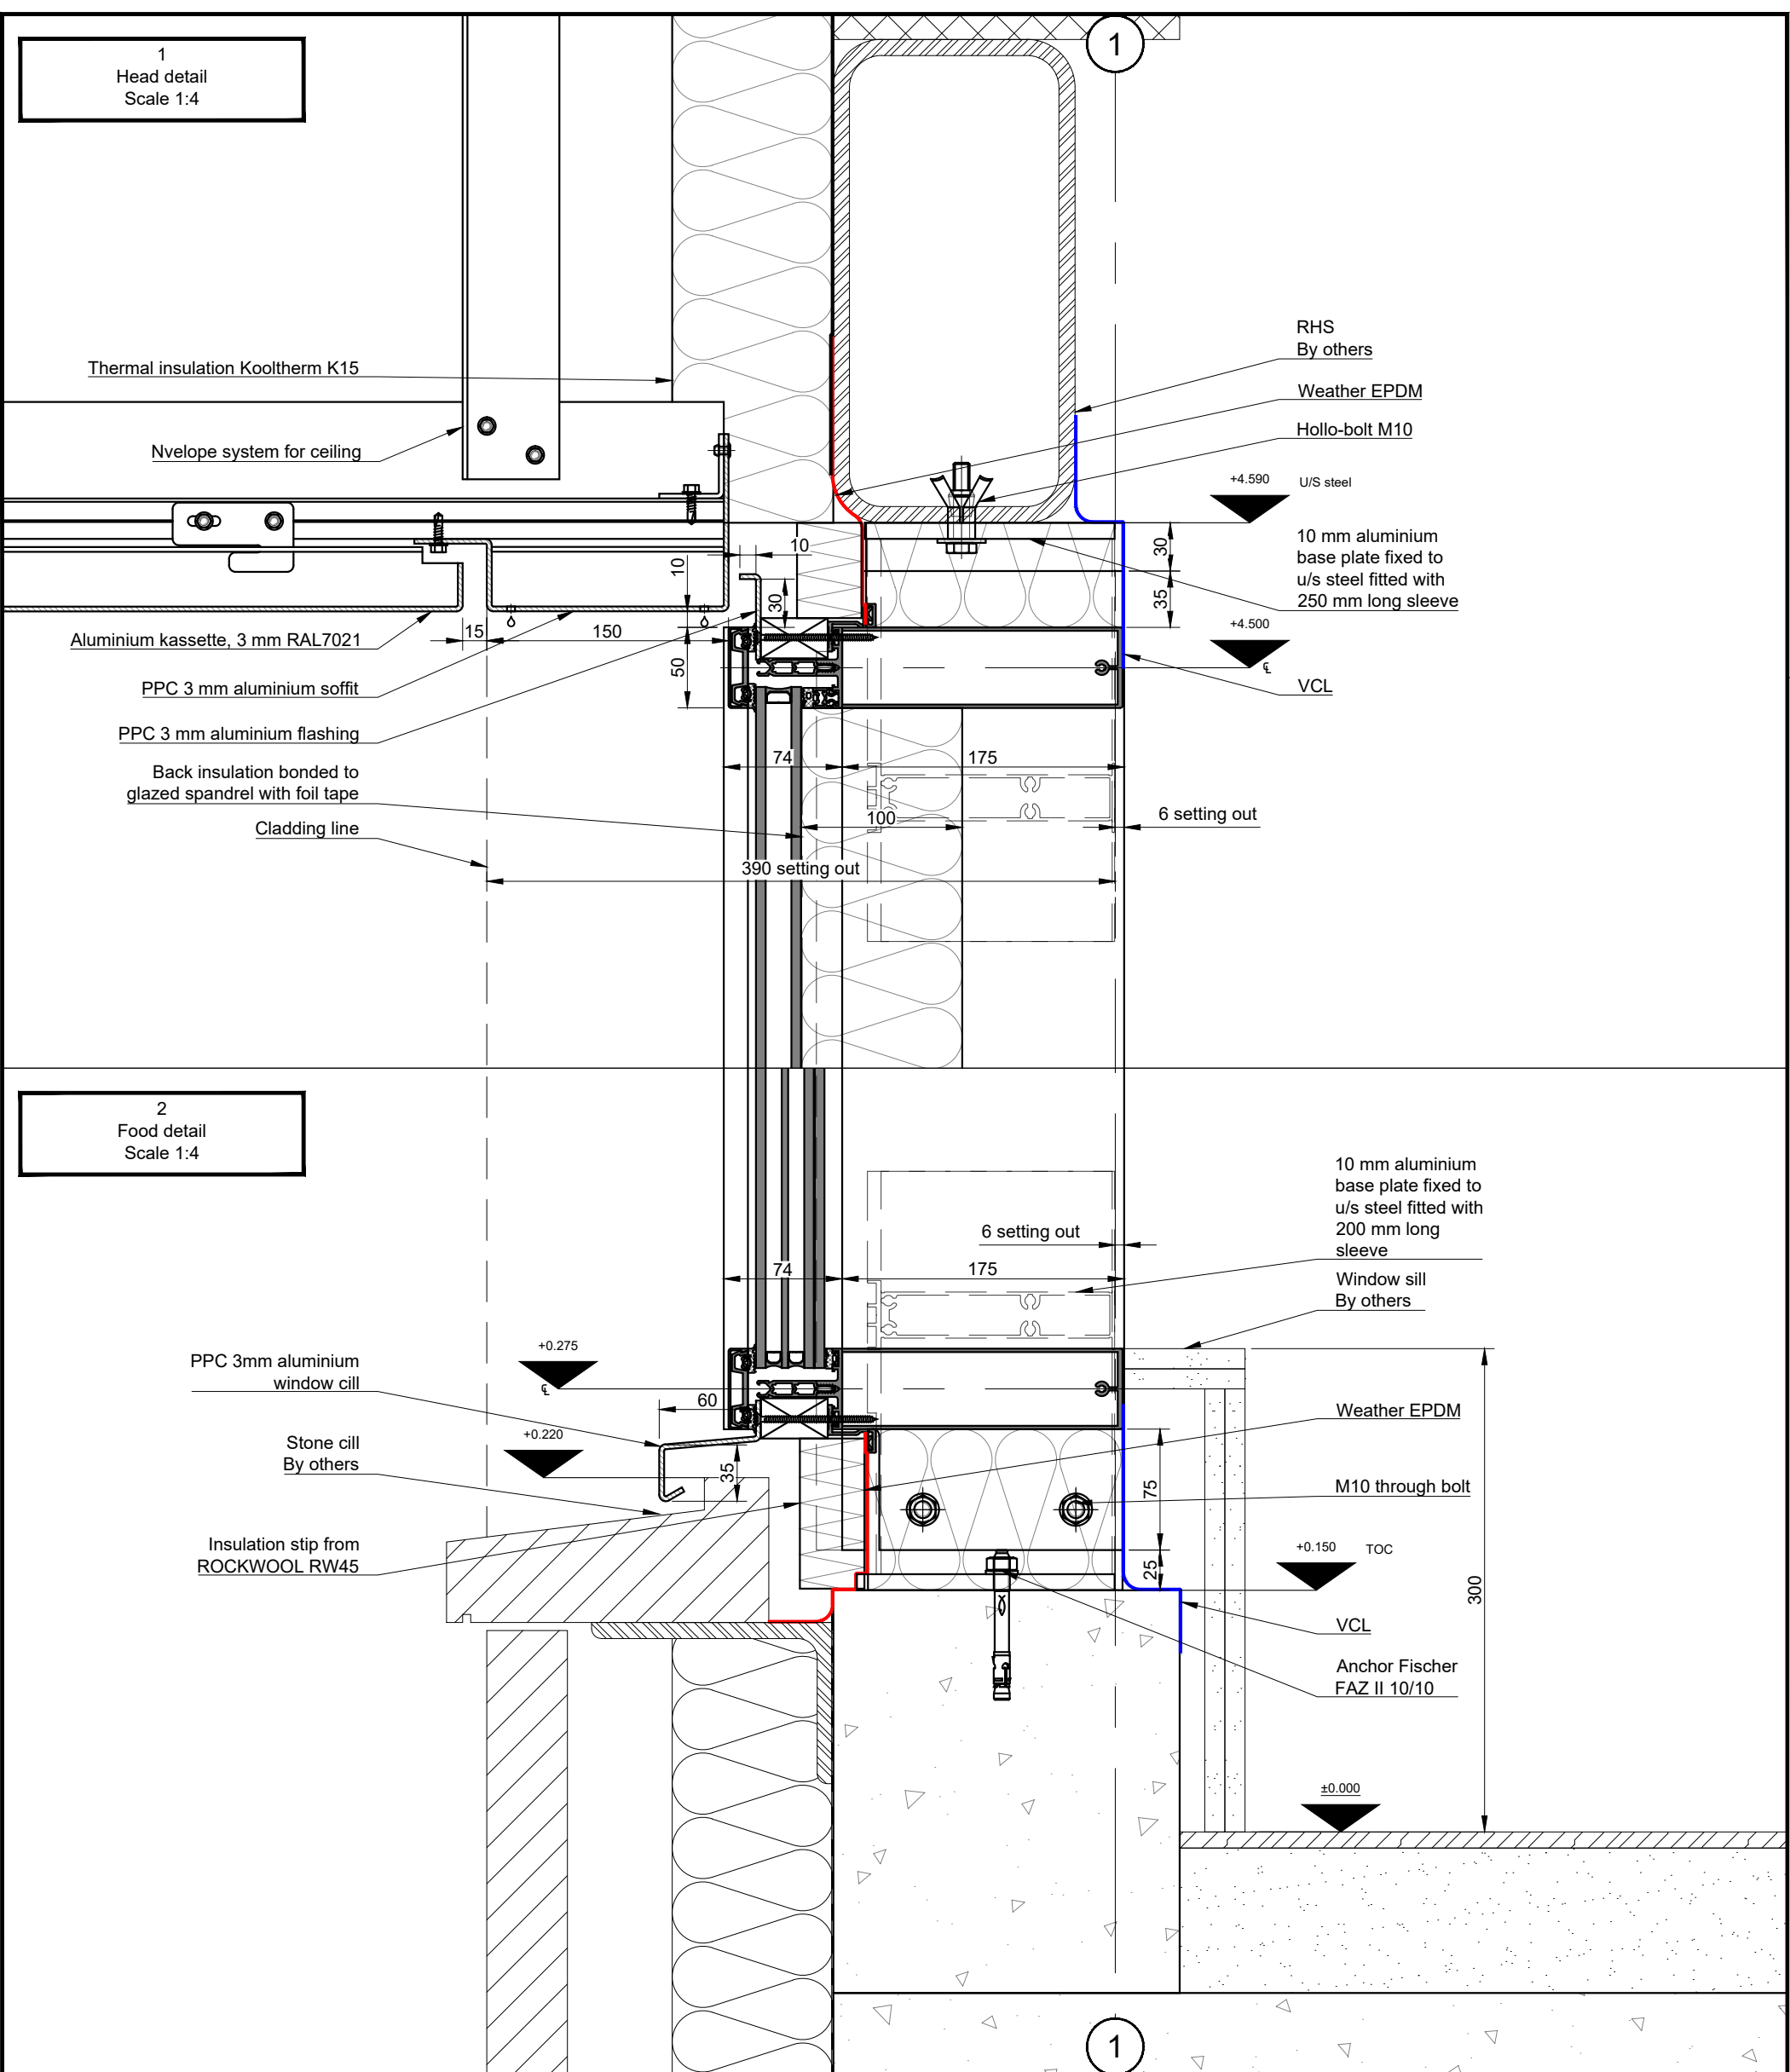 1
Head detail
Scale 1:4
1
Thermal insulation Kooltherm K15
Nvelope system for ceiling
Aluminium kassette, 3 mm RAL7021
PPC 3 mm aluminium soffit
PPC 3 mm aluminium flashing
Back insulation bonded to
glazed spandrel with foil tape
Cladding line
RHS
By others
Weather EPDM
Hollo-bolt M10
+4.590 U/S steel
10 mm aluminium
base plate fixed to
u/s steel fitted with
250 mm long sleeve
+4.500
℄
VCL
10
10
30
15
150
50
30
35
74
175
100
6 setting out
390 setting out
2
Food detail
Scale 1:4
10 mm aluminium
base plate fixed to
u/s steel fitted with
200 mm long
sleeve
Window sill
By others
6 setting out
74
175
+0.275
℄
PPC 3mm aluminium
window cill
60
+0.220
35
Stone cill
By others
Insulation stip from
ROCKWOOL RW45
Weather EPDM
M10 through bolt
75
25
+0.150 TOC
300
VCL
Anchor Fischer
FAZ II 10/10
±0.000
1